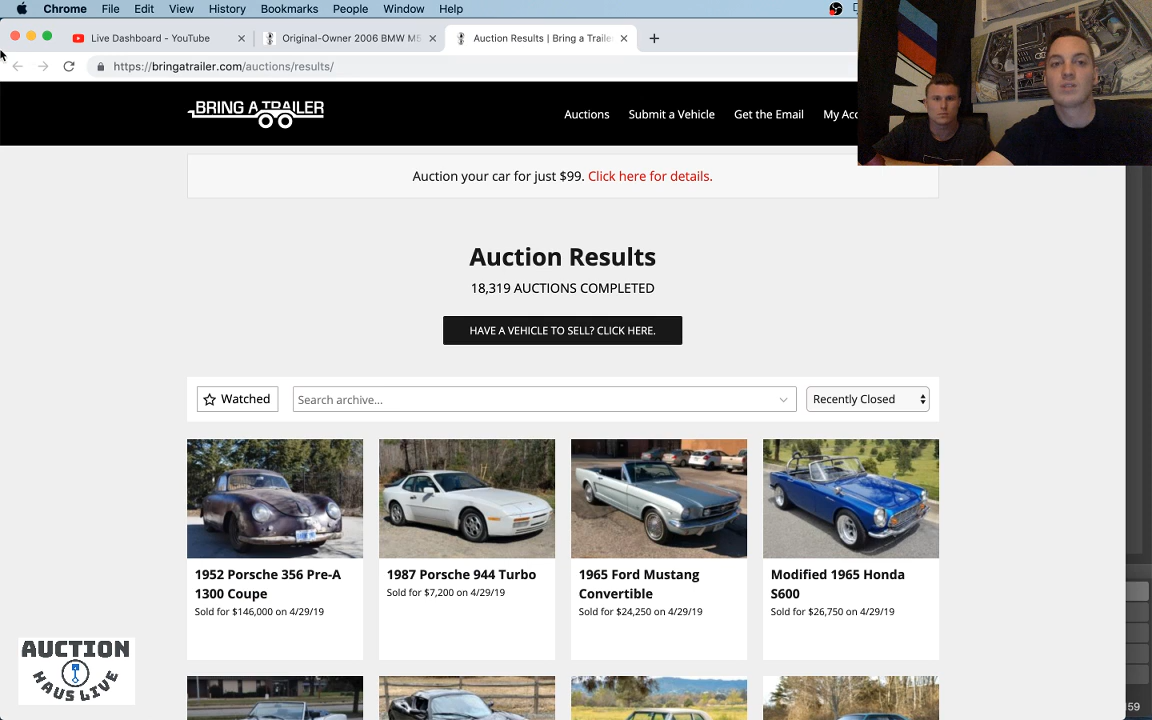 Chrome File Edit View History Bookmarks People Window Help
Live Dashboard - YouTube
Original-Owner 2006 BMW M5
Auction Results | Bring a Traile
https://bringatrailer.com/auctions/results/
BRING A TRAILER
Auctions Submit a Vehicle Get the Email My Acc
Auction your car for just $99. Click here for details.
Auction Results
18,319 AUCTIONS COMPLETED
HAVE A VEHICLE TO SELL? CLICK HERE.
Watched
Search archive...
Recently Closed
1952 Porsche 356 Pre-A
1300 Coupe
Sold for $146,000 on 4/29/19
1987 Porsche 944 Turbo
Sold for $7,200 on 4/29/19
1965 Ford Mustang
Convertible
Sold for $24,250 on 4/29/19
Modified 1965 Honda
S600
Sold for $26,750 on 4/29/19
AUCTION
HAUS LIVE
59